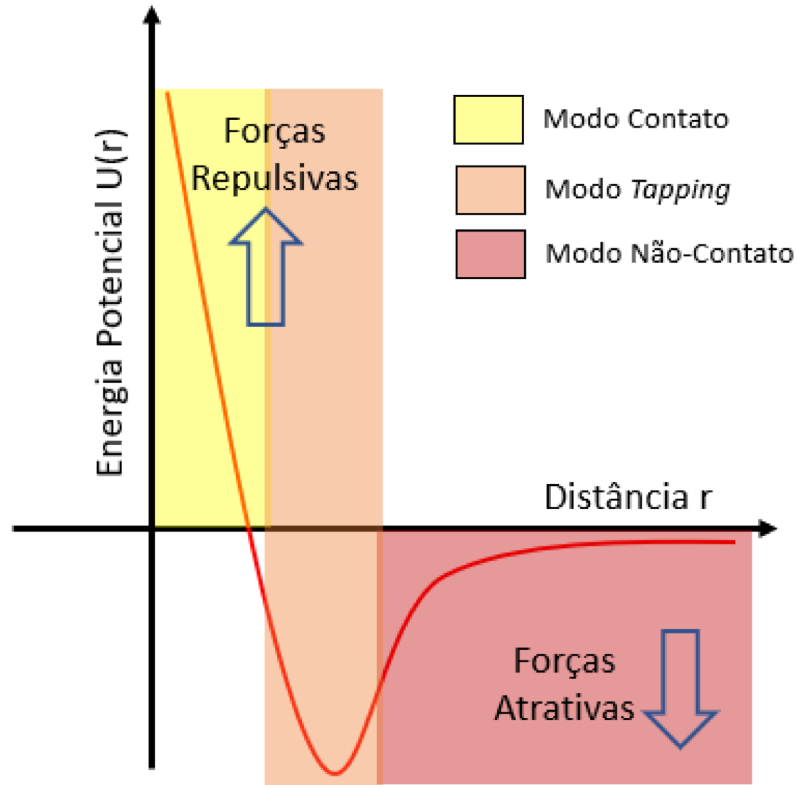 Energia Potencial U(r)
Forças
Repulsivas
Modo Contato
Modo Tapping
Modo Não-Contato
Distância r
Forças
Atrativas